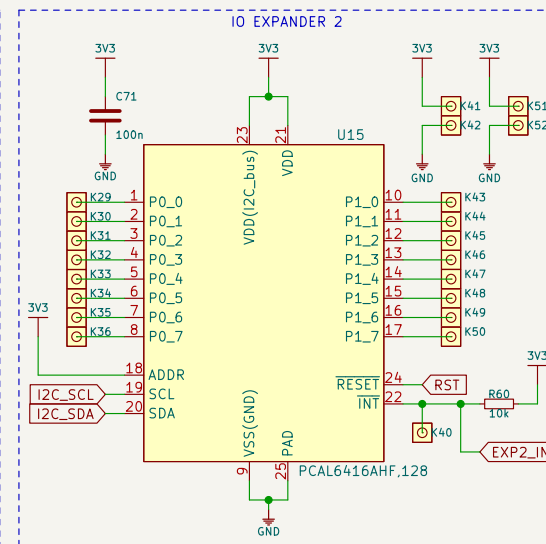 IO EXPANDER 2
3V3
3V3
3V3
3V3
C71
100n
GND
K41
K42
K51
K52
GND
GND
23
21
U15
VDD(I2C_bus)
VDD
K29 1 P0_0
K30 2 P0_1
K31 3 P0_2
K32 4 P0_3
K33 5 P0_4
K34 6 P0_5
K35 7 P0_6
K36 8 P0_7
P1_0 10 K43
P1_1 11 K44
P1_2 12 K45
P1_3 13 K46
P1_4 14 K47
P1_5 15 K48
P1_6 16 K49
P1_7 17 K50
3V3
18 ADDR
I2C_SCL 19 SCL
I2C_SDA 20 SDA
RESET 24 RST
INT 22
3V3
R60
10k
K40
EXP2_IN
VSS(GND)
PAD
9
25
PCAL6416AHF,128
GND